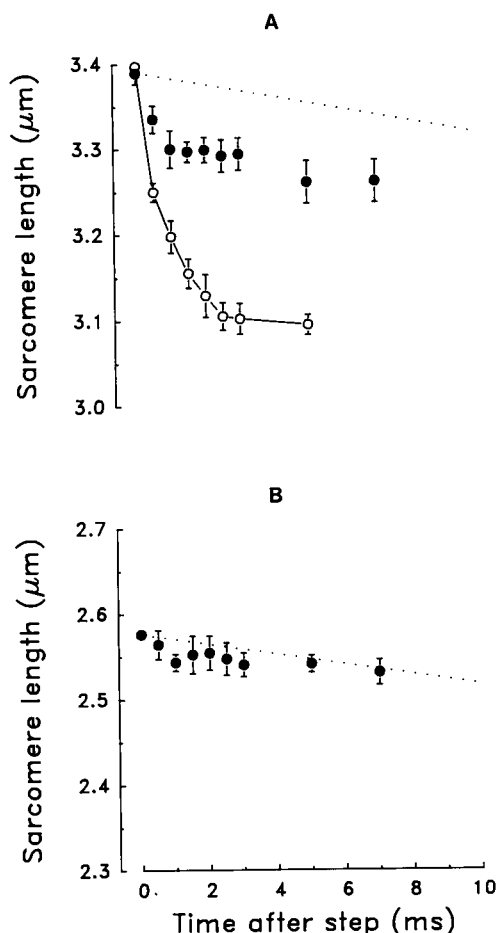 A
Sarcomere length (μm)
3.4
3.3
3.2
3.1
3.0
B
Sarcomere length (μm)
2.7
2.6
2.5
2.4
2.3
0 2 4 6 8 10
Time after step (ms)